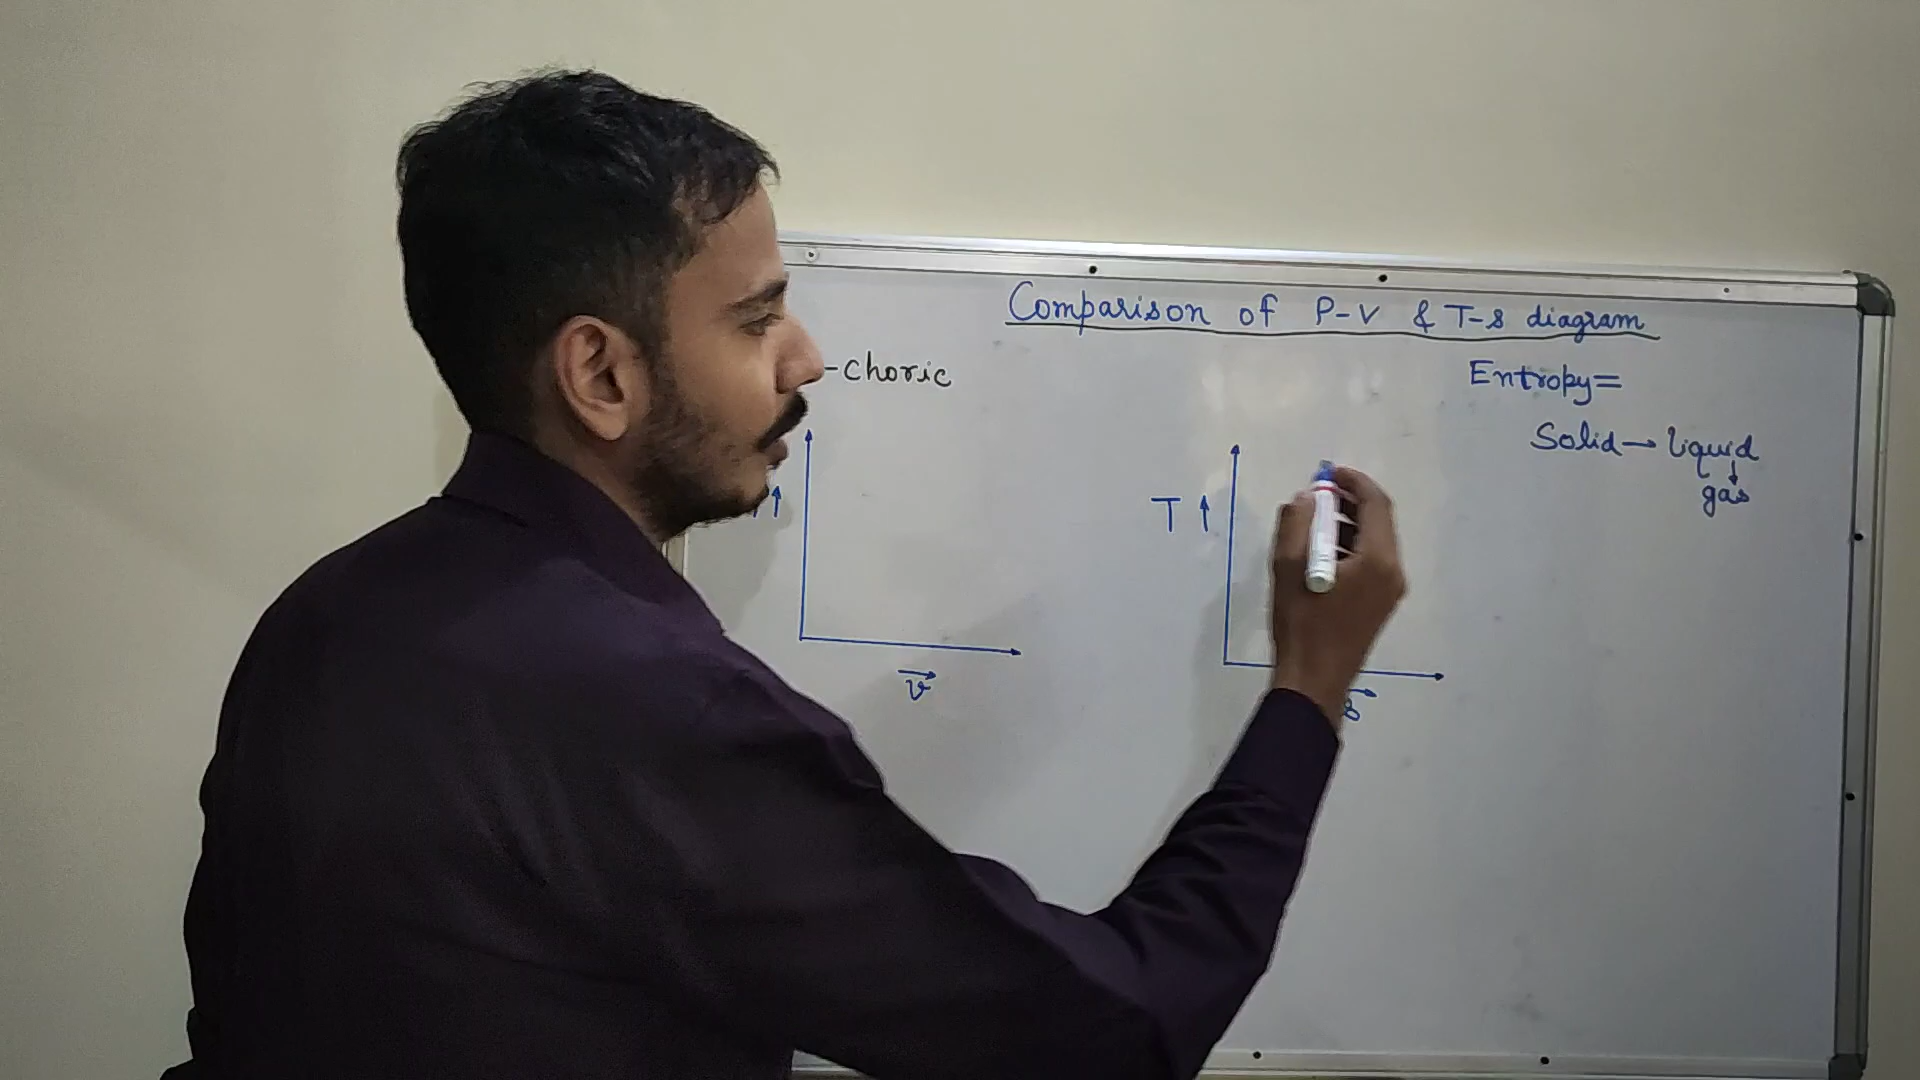 Comparison of P-V & T-s diagram
-choric
Entropy=
Solid → liquid
↓
gas
↑
T ↑
v
s